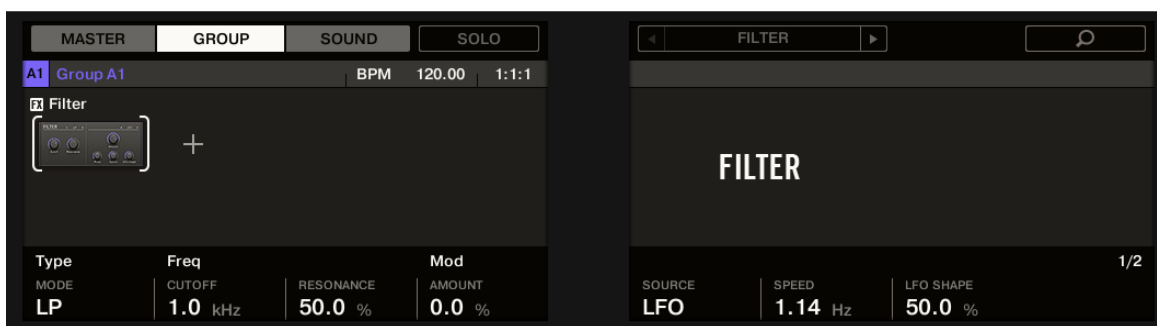 MASTER GROUP SOUND SOLO
◀ FILTER ▶
A1 Group A1 BPM 120.00 1:1:1
FX Filter
FILTER
Type Freq Mod
MODE CUTOFF RESONANCE AMOUNT
LP 1.0 kHz 50.0 % 0.0 %
1/2
SOURCE SPEED LFO SHAPE
LFO 1.14 Hz 50.0 %